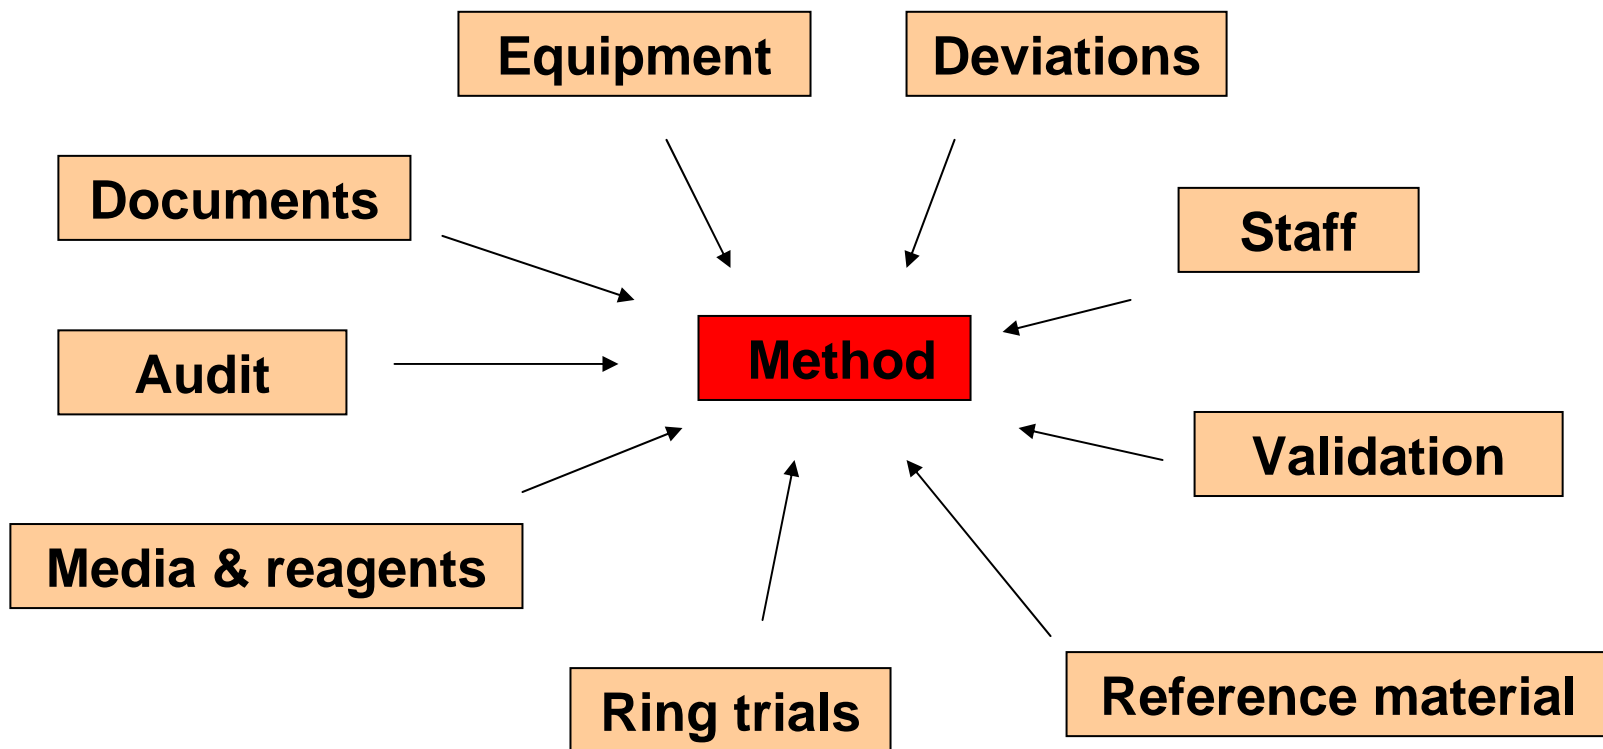 Equipment
Deviations
Documents
Staff
Method
Audit
Validation
Media & reagents
Ring trials
Reference material